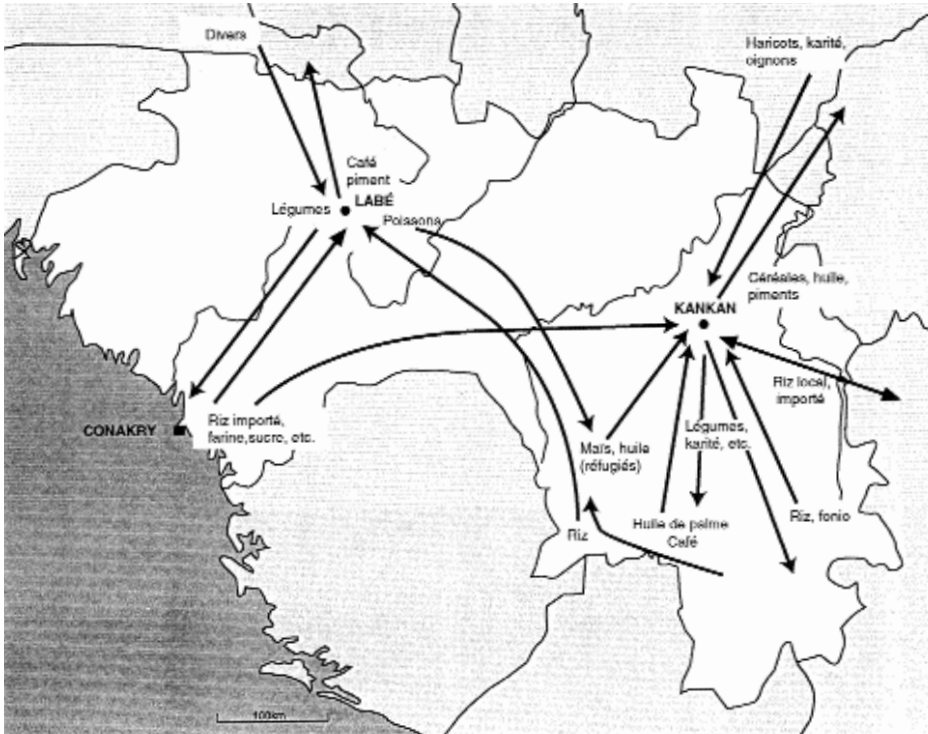 Divers
Haricots, karité,
oignons
Café
piment
LABÉ
Légumes
Poissons
Céréales, huile,
piments
KANKAN
Riz local,
importé
CONAKRY
Riz importé,
farine,sucre, etc.
Légumes,
karité, etc.
Maïs, huile
(réfugiés)
Riz
Huile de palme
Café
Riz, fonio
100km